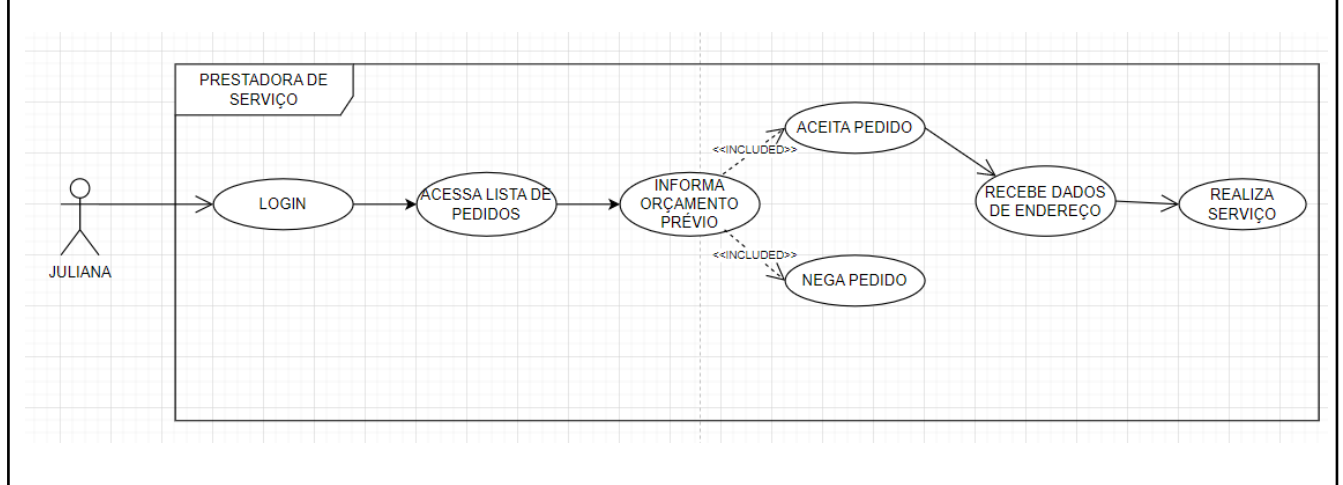 PRESTADORA DE
SERVIÇO
JULIANA
LOGIN
ACESSA LISTA DE
PEDIDOS
INFORMA
ORÇAMENTO
PRÉVIO
<<INCLUDED>>
ACEITA PEDIDO
<<INCLUDED>>
NEGA PEDIDO
RECEBE DADOS
DE ENDEREÇO
REALIZA
SERVIÇO